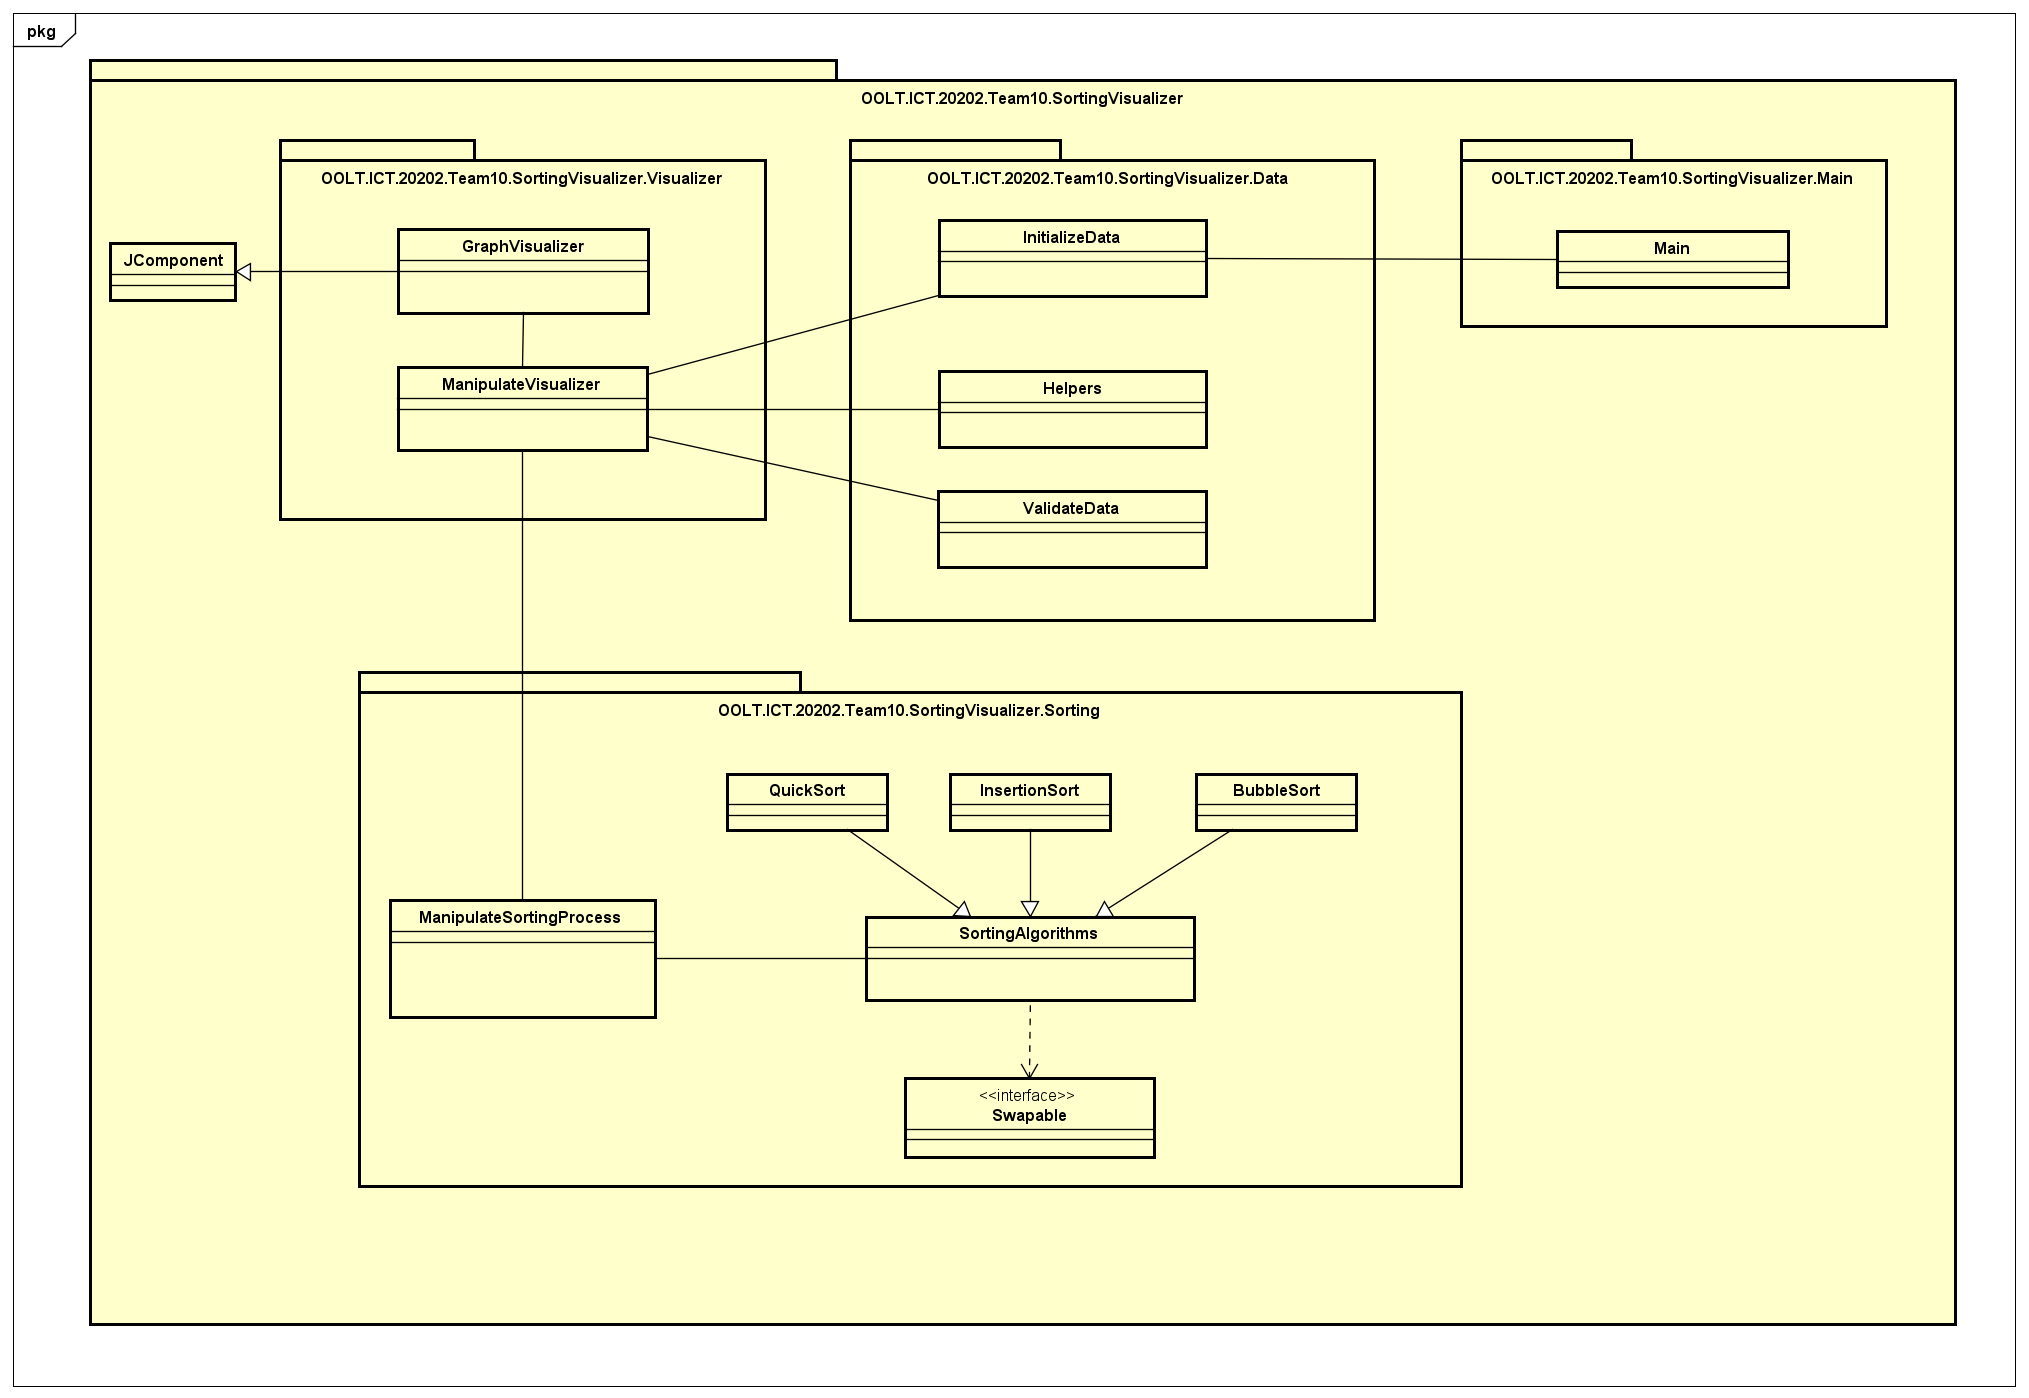 pkg
OOLT.ICT.20202.Team10.SortingVisualizer
OOLT.ICT.20202.Team10.SortingVisualizer.Visualizer
OOLT.ICT.20202.Team10.SortingVisualizer.Data
OOLT.ICT.20202.Team10.SortingVisualizer.Main
JComponent
GraphVisualizer
InitializeData
Main
ManipulateVisualizer
Helpers
ValidateData
OOLT.ICT.20202.Team10.SortingVisualizer.Sorting
QuickSort
InsertionSort
BubbleSort
ManipulateSortingProcess
SortingAlgorithms
<<interface>>
Swapable